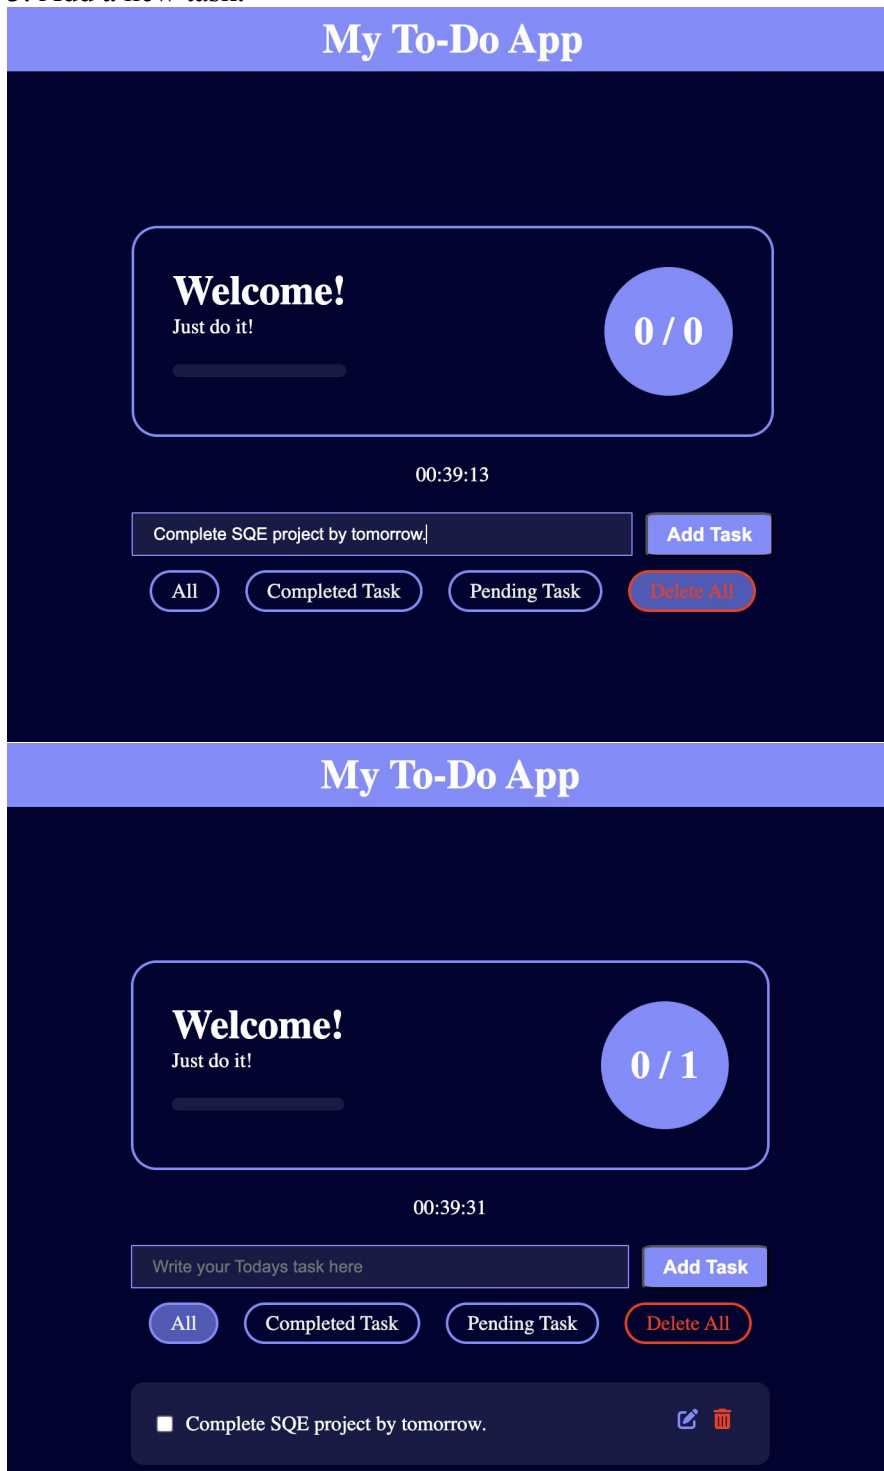 My To-Do App
Welcome!
Just do it!
0 / 0
00:39:13
Complete SQE project by tomorrow.
Add Task
All
Completed Task
Pending Task
Delete All
My To-Do App
Welcome!
Just do it!
0 / 1
00:39:31
Write your Todays task here
Add Task
All
Completed Task
Pending Task
Delete All
Complete SQE project by tomorrow.